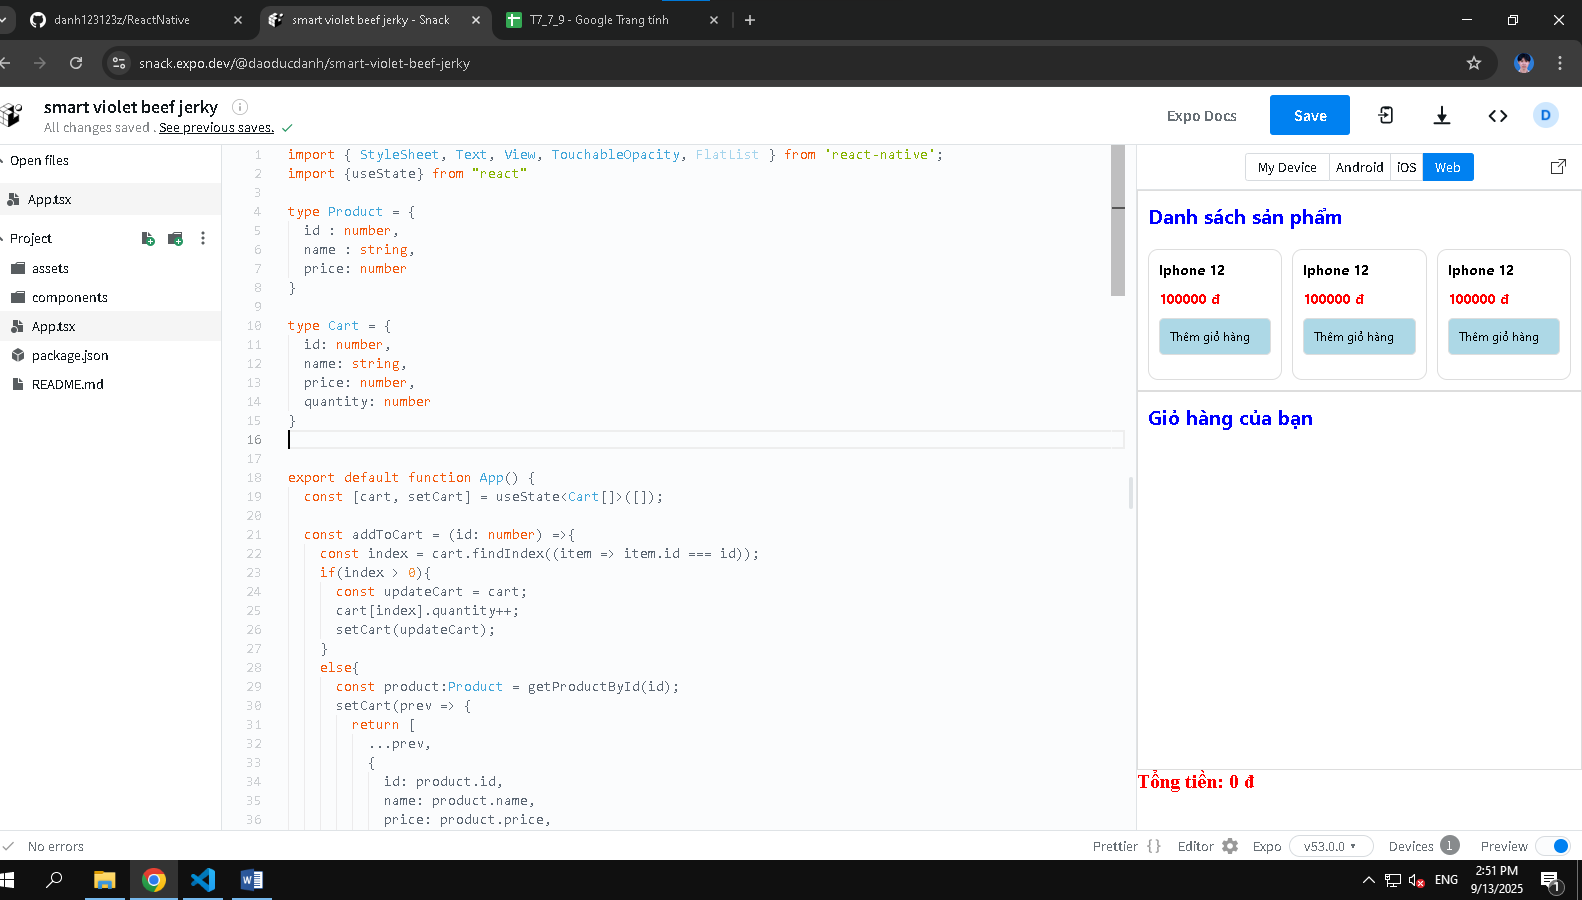 danh123123z/ReactNative
smart violet beef jerky - Snack
T7_7_9 - Google Trang tính
snack.expo.dev/@daoducdanh/smart-violet-beef-jerky
smart violet beef jerky
All changes saved . See previous saves.
Expo Docs
Save
D
Open files
App.tsx
Project
assets
components
App.tsx
package.json
README.md
1 import { StyleSheet, Text, View, TouchableOpacity, FlatList } from 'react-native';
2 import {useState} from "react"
3
4 type Product = {
5 id : number,
6 name : string,
7 price: number
8 }
9
10 type Cart = {
11 id: number,
12 name: string,
13 price: number,
14 quantity: number
15 }
16
17
18 export default function App() {
19 const [cart, setCart] = useState<Cart[]>([]);
20
21 const addToCart = (id: number) =>{
22 const index = cart.findIndex((item => item.id === id));
23 if(index > 0){
24 const updateCart = cart;
25 cart[index].quantity++;
26 setCart(updateCart);
27 }
28 else{
29 const product:Product = getProductById(id);
30 setCart(prev => {
31 return [
32 ...prev,
33 {
34 id: product.id,
35 name: product.name,
36 price: product.price,
My Device Android iOS Web
Danh sách sản phẩm
Iphone 12 Iphone 12 Iphone 12
100000 đ 100000 đ 100000 đ
Thêm giỏ hàng Thêm giỏ hàng Thêm giỏ hàng
Giỏ hàng của bạn
Tổng tiền: 0 đ
No errors
Prettier {} Editor Expo v53.0.0 Devices 1 Preview
ENG
2:51 PM
9/13/2025
1